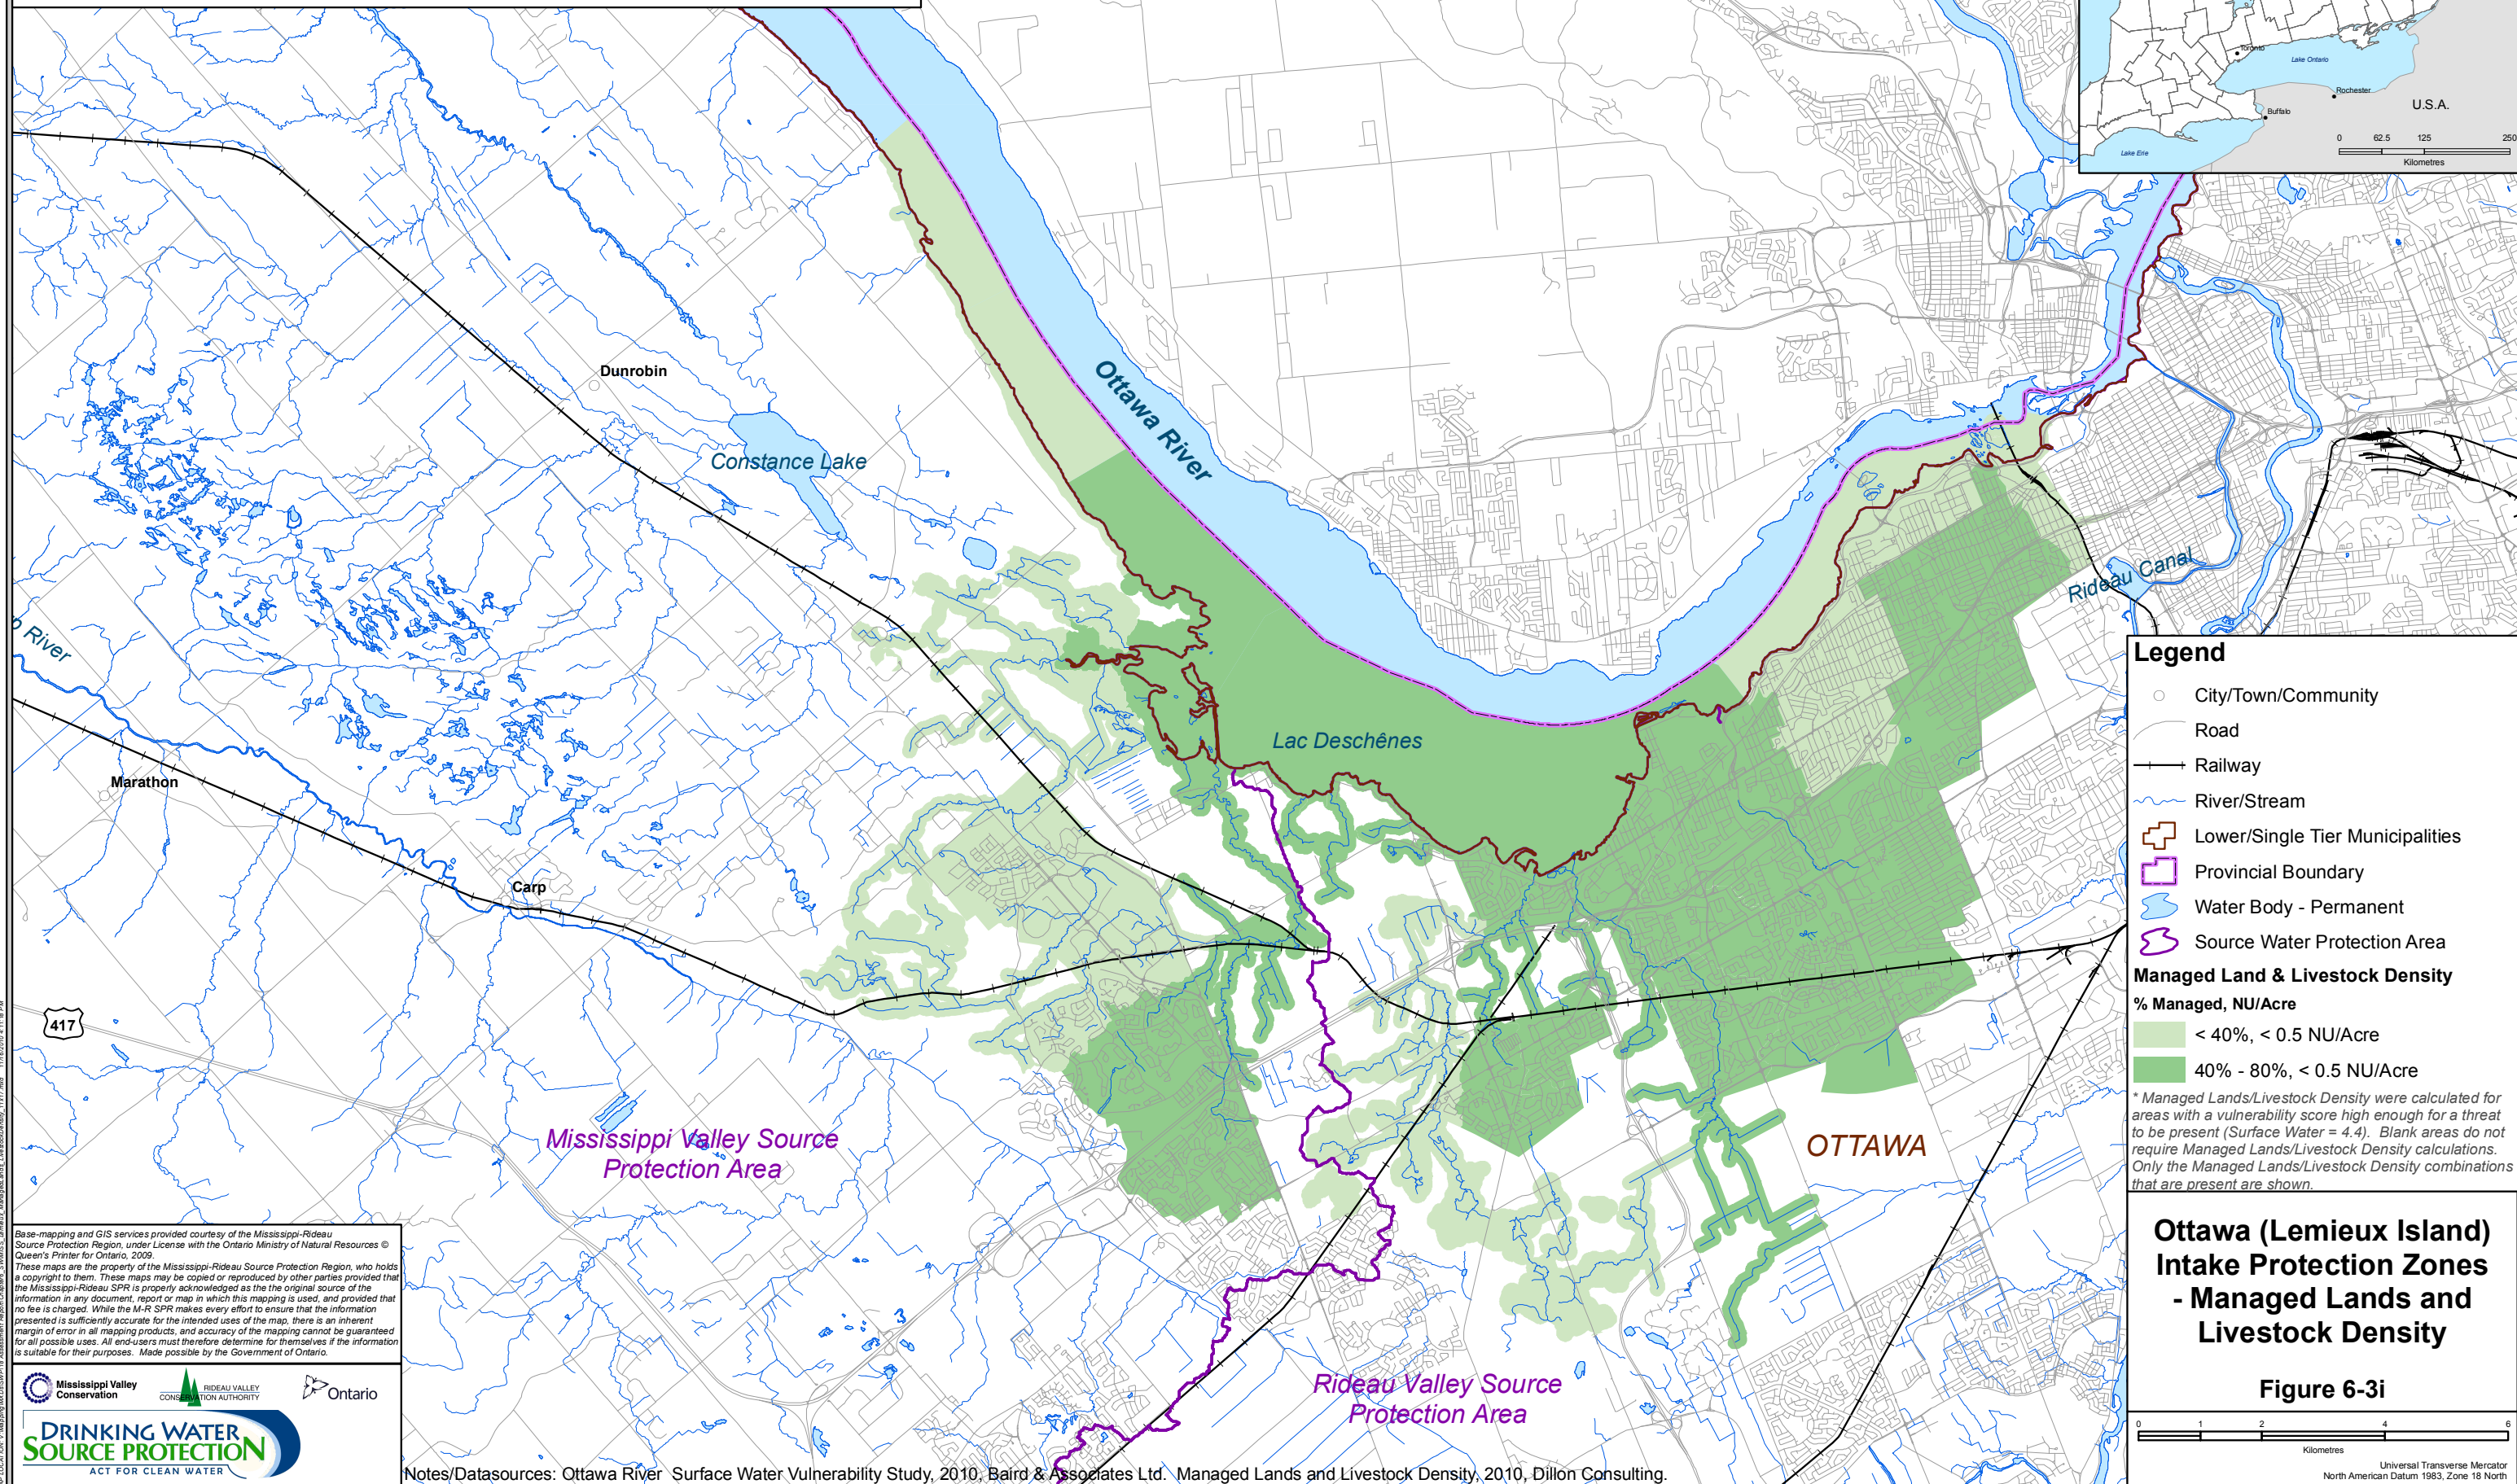 Toronto
Lake Ontario
Rochester
U.S.A.
Buffalo
0 62.5 125 250
Kilometres
Lake Erie
Dunrobin
Ottawa River
Constance Lake
Rideau Canal
River
Lac Deschênes
Marathon
Carp
417
Mississippi Valley Source
Protection Area
OTTAWA
Rideau Valley Source
Protection Area
Legend
City/Town/Community
Road
Railway
River/Stream
Lower/Single Tier Municipalities
Provincial Boundary
Water Body - Permanent
Source Water Protection Area
Managed Land & Livestock Density
% Managed, NU/Acre
< 40%, < 0.5 NU/Acre
40% - 80%, < 0.5 NU/Acre
* Managed Lands/Livestock Density were calculated for
areas with a vulnerability score high enough for a threat
to be present (Surface Water = 4.4). Blank areas do not
require Managed Lands/Livestock Density calculations.
Only the Managed Lands/Livestock Density combinations
that are present are shown.
Ottawa (Lemieux Island)
Intake Protection Zones
- Managed Lands and
Livestock Density
Figure 6-3i
0 1 2 4 6
Kilometres
Universal Transverse Mercator
North American Datum 1983, Zone 18 North
Base-mapping and GIS services provided courtesy of the Mississippi-Rideau
Source Protection Region, under License with the Ontario Ministry of Natural Resources ©
Queen's Printer for Ontario, 2009.
These maps are the property of the Mississippi-Rideau Source Protection Region, who holds
a copyright to them. These maps may be copied or reproduced by other parties provided that
the Mississippi-Rideau SPR is properly acknowledged as the the original source of the
information in any document, report or map in which this mapping is used, and provided that
no fee is charged. While the M-R SPR makes every effort to ensure that the information
presented is sufficiently accurate for the intended uses of the map, there is an inherent
margin of error in all mapping products, and accuracy of the mapping cannot be guaranteed
for all possible uses. All end-users must therefore determine for themselves if the information
is suitable for their purposes. Made possible by the Government of Ontario.
Mississippi Valley
Conservation
RIDEAU VALLEY
CONSERVATION AUTHORITY
Ontario
DRINKING WATER
SOURCE PROTECTION
ACT FOR CLEAN WATER
Notes/Datasources: Ottawa River Surface Water Vulnerability Study, 2010, Baird & Associates Ltd. Managed Lands and Livestock Density, 2010, Dillon Consulting.